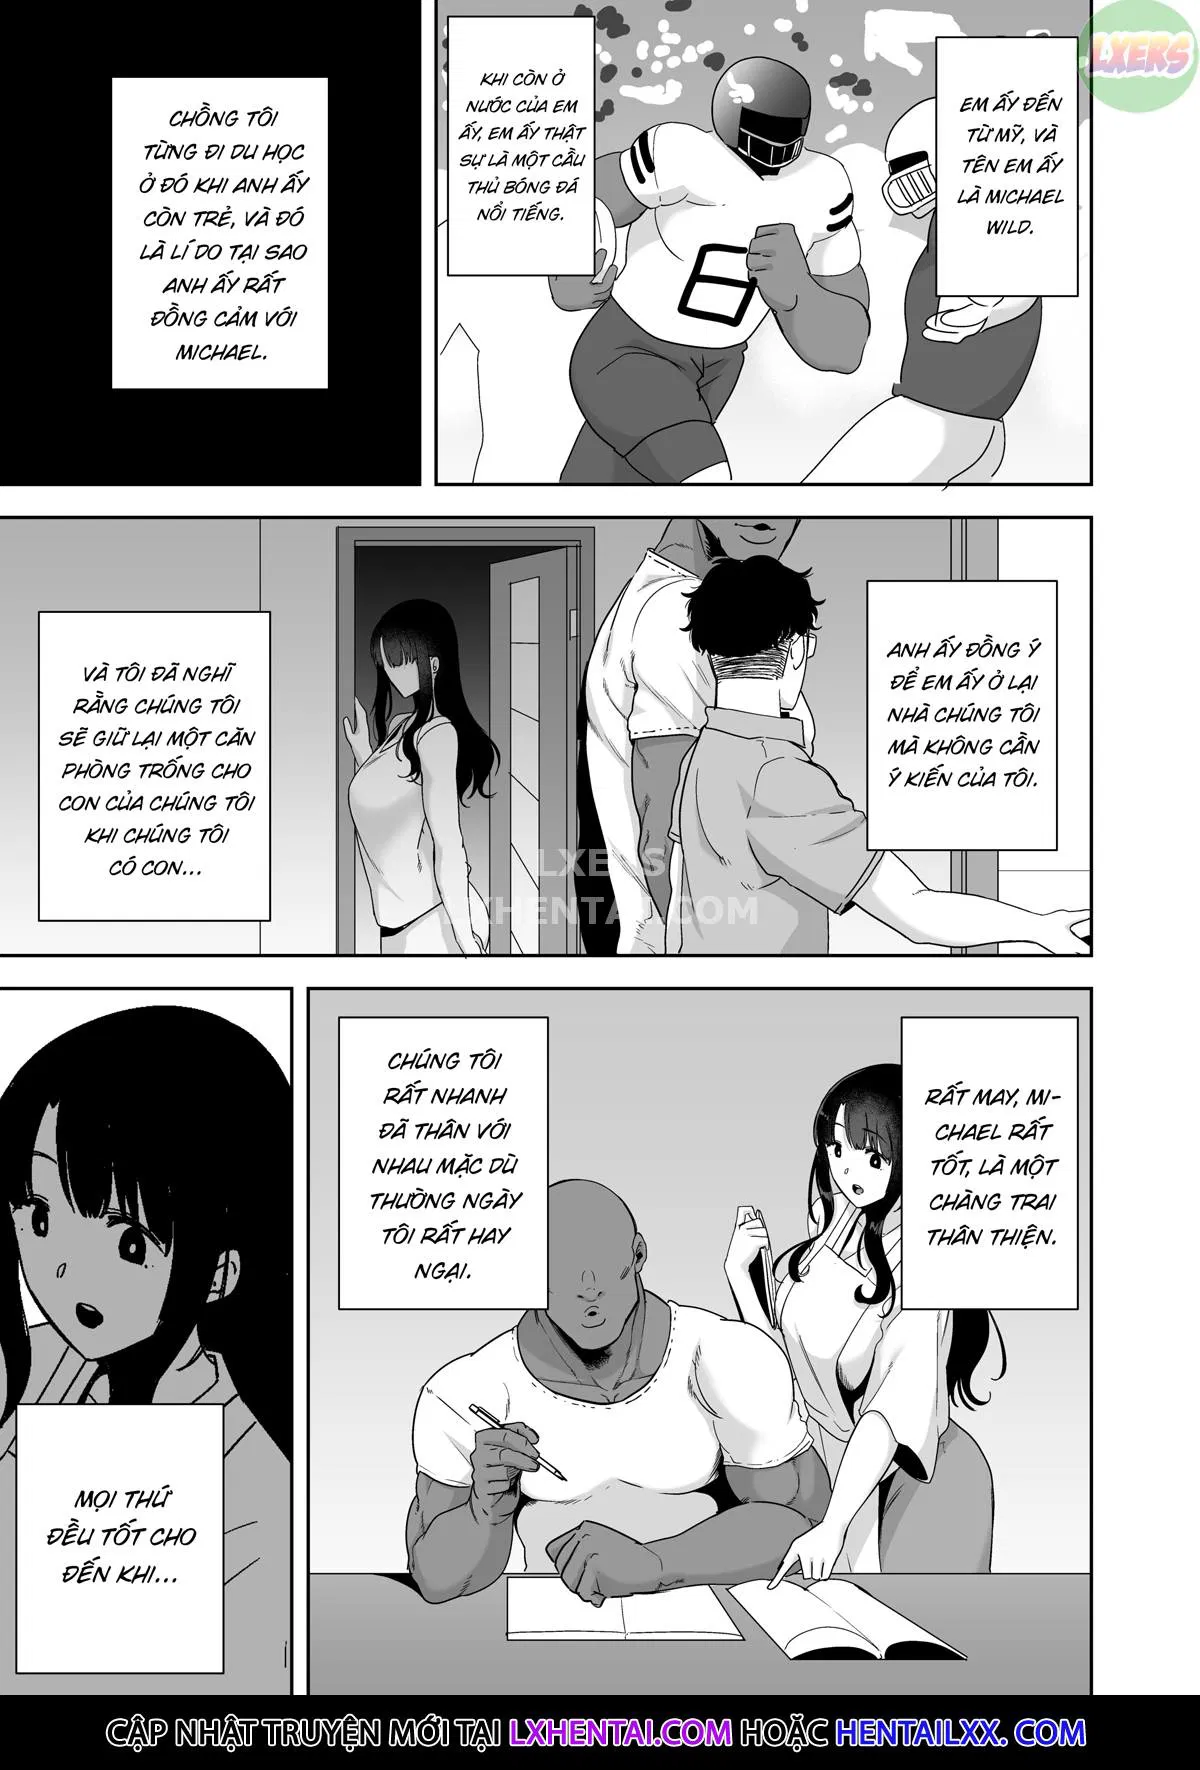 EM ẤY ĐẾN
TỪ MỸ, VÀ
TÊN EM ẤY
LÀ MICHAEL
WILD.
KHI CÒN Ở
NƯỚC CỦA EM
ẤY, EM ẤY THẬT
SỰ LÀ MỘT CẦU
THỦ BÓNG ĐÁ
NỔI TIẾNG.
6
CHỒNG TÔI
TỪNG ĐI DU HỌC
Ở ĐÓ KHI ANH ẤY
CÒN TRẺ, VÀ ĐÓ
LÀ LÍ DO TẠI SAO
ANH ẤY RẤT
ĐỒNG CẢM VỚI
MICHAEL.
LXERS
ANH ẤY ĐỒNG Ý
ĐỂ EM ẤY Ở LẠI
NHÀ CHÚNG TÔI
MÀ KHÔNG CẦN
Ý KIẾN CỦA TÔI.
VÀ TÔI ĐÃ NGHĨ
RẰNG CHÚNG TÔI
SẼ GIỮ LẠI MỘT CĂN
PHÒNG TRỐNG CHO
CON CỦA CHÚNG TÔI
KHI CHÚNG TÔI
CÓ CON...
LXERS
LXHENTAI.COM
RẤT MAY, MI-
CHAEL RẤT
TỐT, LÀ MỘT
CHÀNG TRAI
THÂN THIỆN.
CHÚNG TÔI
RẤT NHANH
ĐÃ THÂN VỚI
NHAU MẶC DÙ
THƯỜNG NGÀY
TÔI RẤT HAY
NGẠI.
MỌI THỨ
ĐỀU TỐT CHO
ĐẾN KHI...
CẬP NHẬT TRUYỆN MỚI TẠI LXHENTAI.COM HOẶC HENTAILXX. COM